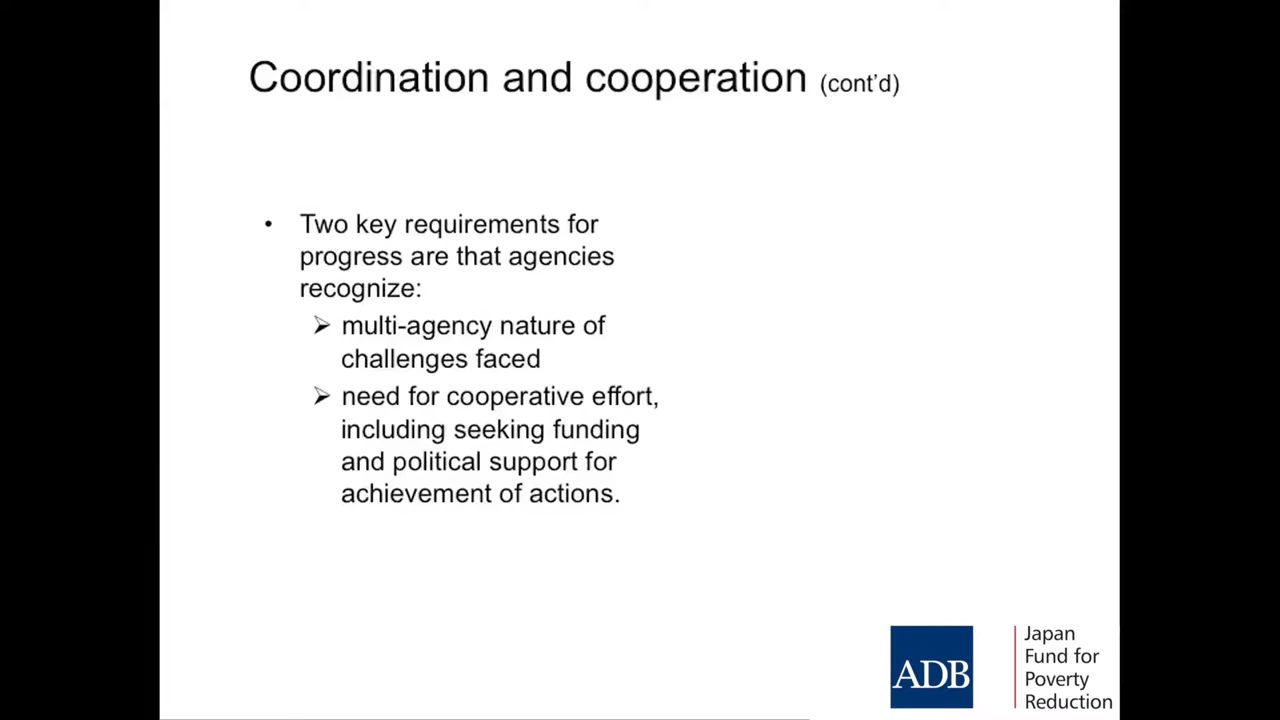 Coordination and cooperation (cont’d)
• Two key requirements for
progress are that agencies
recognize:
➢ multi-agency nature of
challenges faced
➢ need for cooperative effort,
including seeking funding
and political support for
achievement of actions.
ADB
Japan
Fund for
Poverty
Reduction